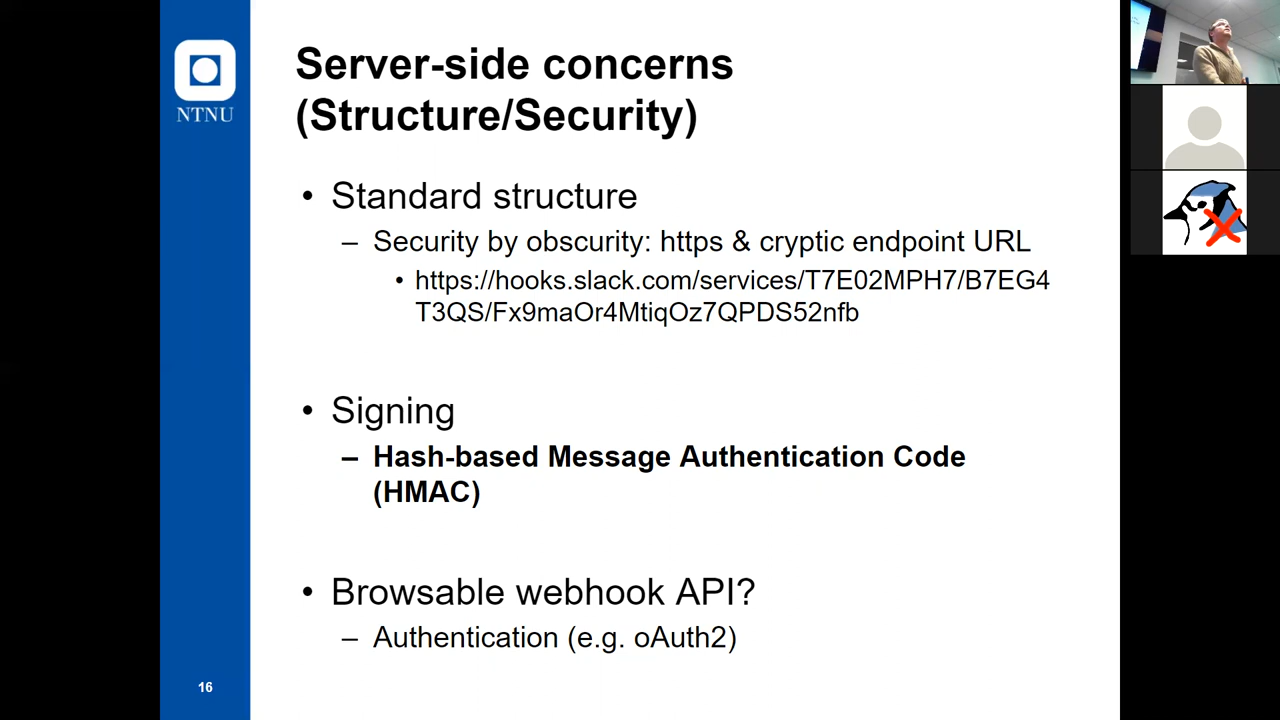 NTNU
Server-side concerns
(Structure/Security)
• Standard structure
– Security by obscurity: https & cryptic endpoint URL
• https://hooks.slack.com/services/T7E02MPH7/B7EG4
T3QS/Fx9maOr4MtiqOz7QPDS52nfb
• Signing
– Hash-based Message Authentication Code
(HMAC)
• Browsable webhook API?
– Authentication (e.g. oAuth2)
16